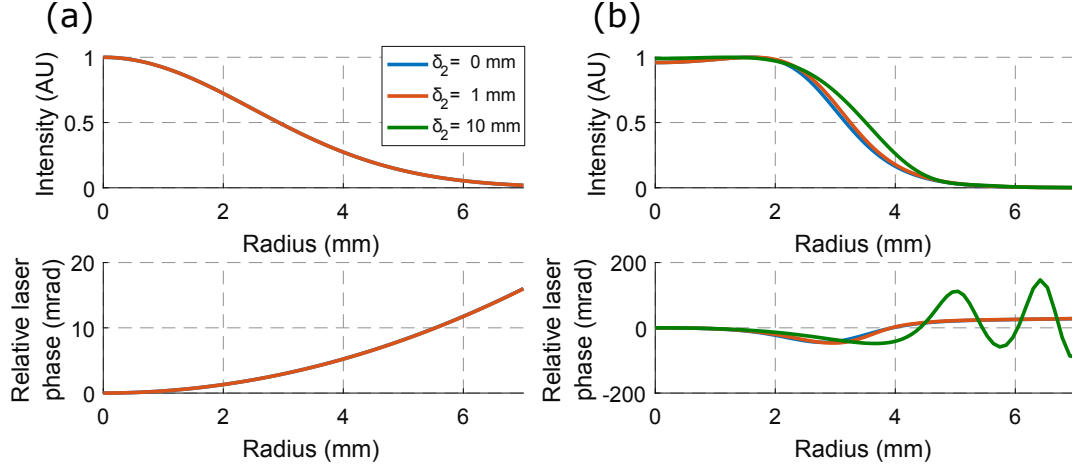 (a)
Intensity (AU)
1
0.5
0
0 2 4 6
Radius (mm)
δ₂= 0 mm
δ₂= 1 mm
δ₂= 10 mm
Relative laser
phase (mrad)
20
10
0
0 2 4 6
Radius (mm)
(b)
Intensity (AU)
1
0.5
0
0 2 4 6
Radius (mm)
Relative laser
phase (mrad)
200
0
-200
0 2 4 6
Radius (mm)